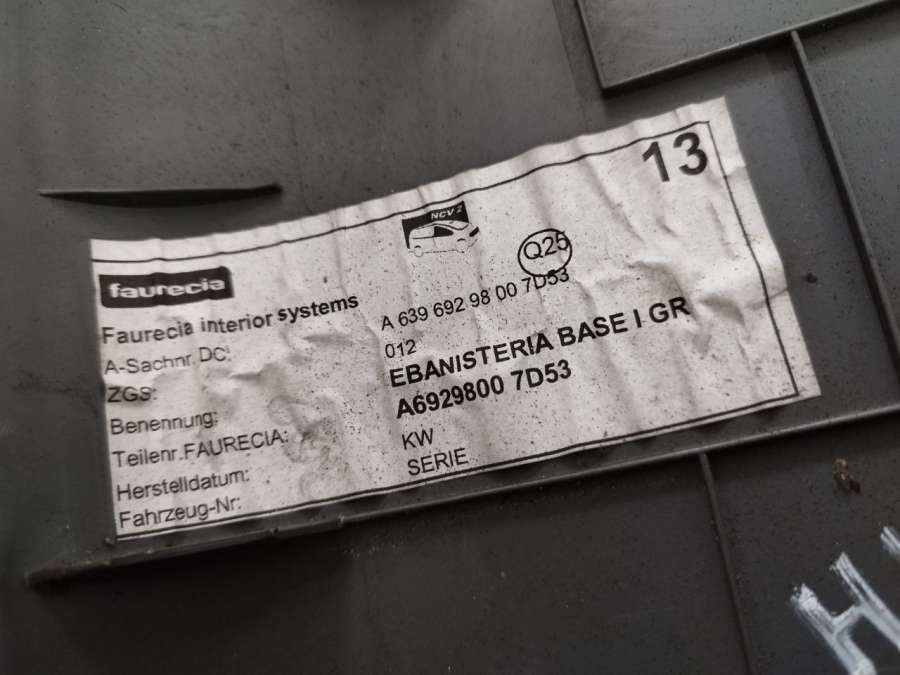 13
NCV 2
Q25
faurecia
Faurecia interior systems
A-Sachnr. DC: A 639 692 98 00 7D53
ZGS: 012
Benennung: EBANISTERIA BASE I GR
Teilenr.FAURECIA: A6929800 7D53
Herstelldatum: KW
Fahrzeug-Nr: SERIE